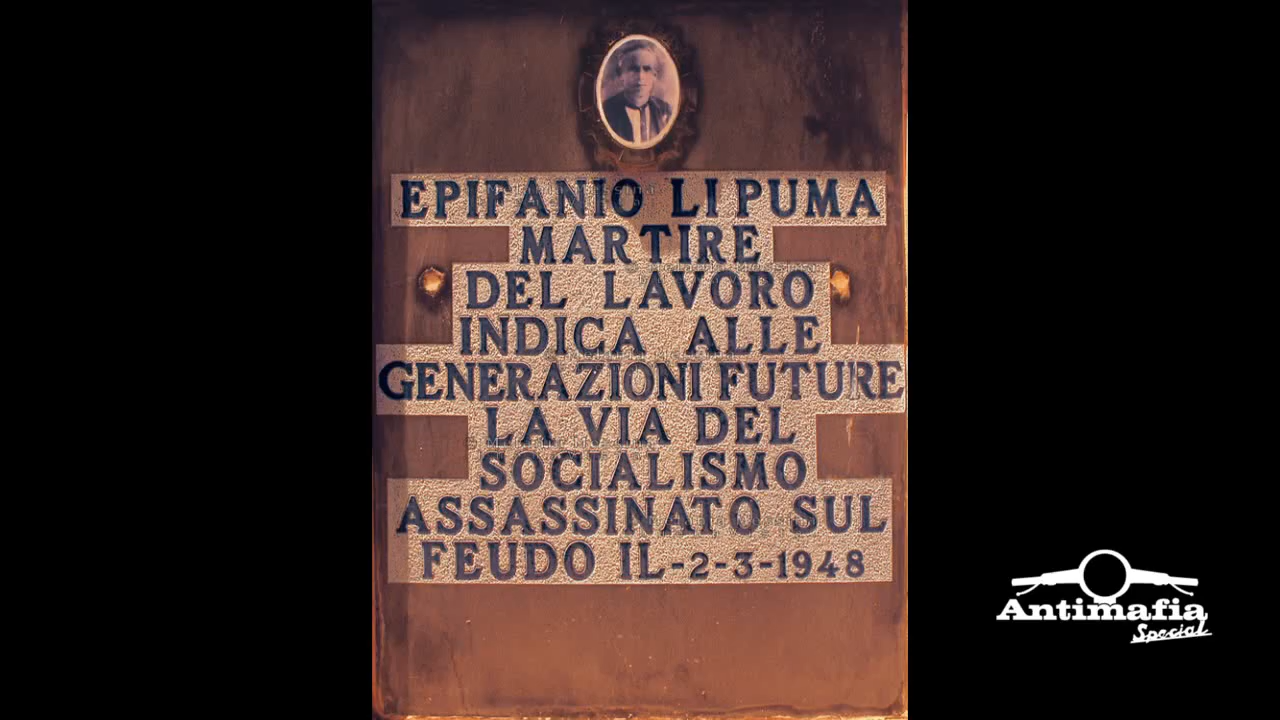 EPIFANIO LI PUMA
MARTIRE
DEL LAVORO
INDICA ALLE
GENERAZIONI FUTURE
LA VIA DEL
SOCIALISMO
ASSASSINATO SUL
FEUDO IL-2-3-1948
Antimafia
Special